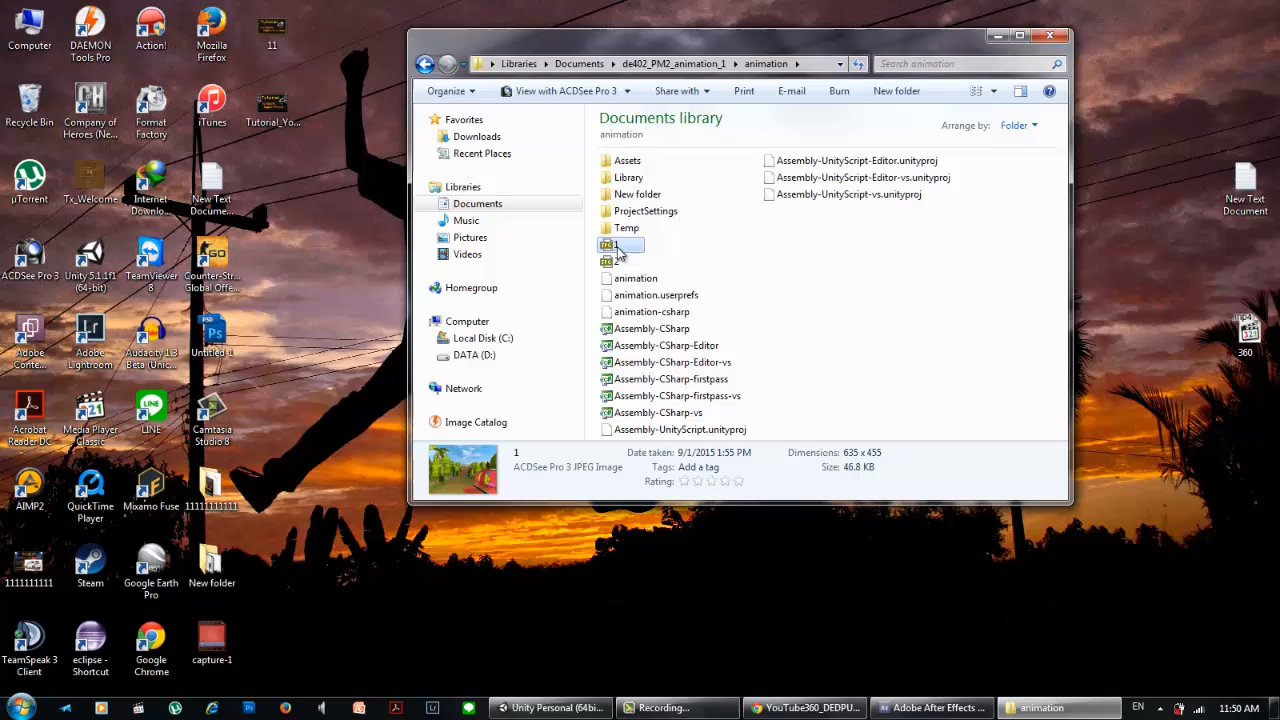 Computer
DAEMON Tools Pro
Action!
Mozilla Firefox
11
Recycle Bin
Company of Heroes (Ne...
Format Factory
iTunes
Tutorial_Yo...
µTorrent
Tx_Welcome
Internet Downlo...
New Text Docume...
ACDSee Pro 3
Unity 5.1.1f1 (64-bit)
TeamViewer 8
Counter-Str... Global Offe...
Adobe Conte...
Adobe Lightroom
Audacity 1.3 Beta (Unic...
Untitled-1
Acrobat Reader DC
Media Player Classic
LINE
Camtasia Studio 8
AIMP2
QuickTime Player
Mixamo Fuse
11111111111
1111111111
Steam
Google Earth Pro
New folder
TeamSpeak 3 Client
eclipse - Shortcut
Google Chrome
capture-1
New Text Document
360
Libraries
Documents
de402_PM2_animation_1
animation
Search animation
Organize
View with ACDSee Pro 3
Share with
Print
E-mail
Burn
New folder
Favorites
Downloads
Recent Places
Libraries
Documents
Music
Pictures
Videos
Homegroup
Computer
Local Disk (C:)
DATA (D:)
Network
Image Catalog
Documents library
animation
Arrange by: Folder
Assets
Library
New folder
ProjectSettings
Temp
1
2
animation
animation.userprefs
animation-csharp
Assembly-CSharp
Assembly-CSharp-Editor
Assembly-CSharp-Editor-vs
Assembly-CSharp-firstpass
Assembly-CSharp-firstpass-vs
Assembly-CSharp-vs
Assembly-UnityScript.unityproj
Assembly-UnityScript-Editor.unityproj
Assembly-UnityScript-Editor-vs.unityproj
Assembly-UnityScript-vs.unityproj
1
ACDSee Pro 3 JPEG Image
Date taken: 9/1/2015 1:55 PM
Tags: Add a tag
Rating:
Dimensions: 635 x 455
Size: 46.8 KB
Unity Personal (64bi...
Recording...
YouTube360_DEDPU...
Adobe After Effects ...
animation
EN
11:50 AM